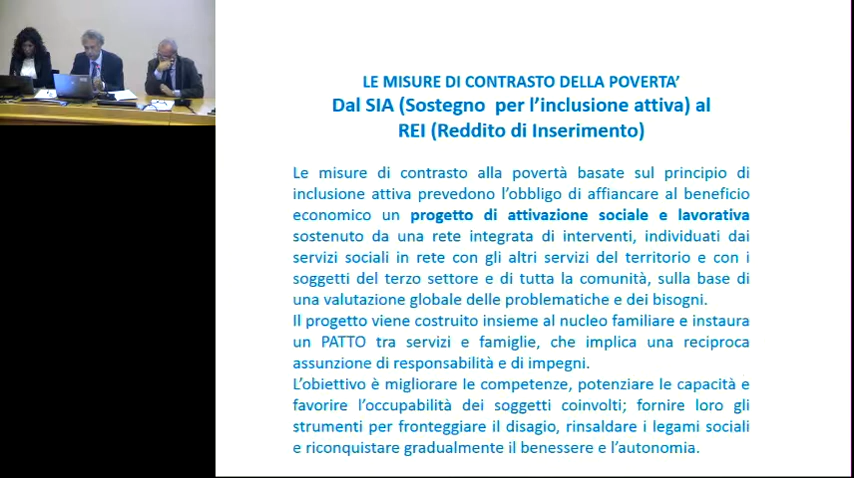 LE MISURE DI CONTRASTO DELLA POVERTA’
Dal SIA (Sostegno per l’inclusione attiva) al
REI (Reddito di Inserimento)
Le misure di contrasto alla povertà basate sul principio di
inclusione attiva prevedono l’obbligo di affiancare al beneficio
economico un progetto di attivazione sociale e lavorativa
sostenuto da una rete integrata di interventi, individuati dai
servizi sociali in rete con gli altri servizi del territorio e con i
soggetti del terzo settore e di tutta la comunità, sulla base di
una valutazione globale delle problematiche e dei bisogni.
Il progetto viene costruito insieme al nucleo familiare e instaura
un PATTO tra servizi e famiglie, che implica una reciproca
assunzione di responsabilità e di impegni.
L’obiettivo è migliorare le competenze, potenziare le capacità e
favorire l’occupabilità dei soggetti coinvolti; fornire loro gli
strumenti per fronteggiare il disagio, rinsaldare i legami sociali
e riconquistare gradualmente il benessere e l’autonomia.